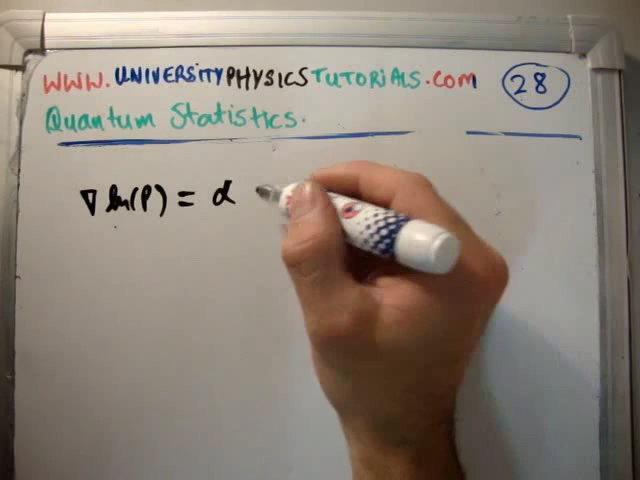 WWW.UNIVERSITYPHYSICSTUTORIALS.COM 28
Quantum Statistics.
∇ ln(P) = α